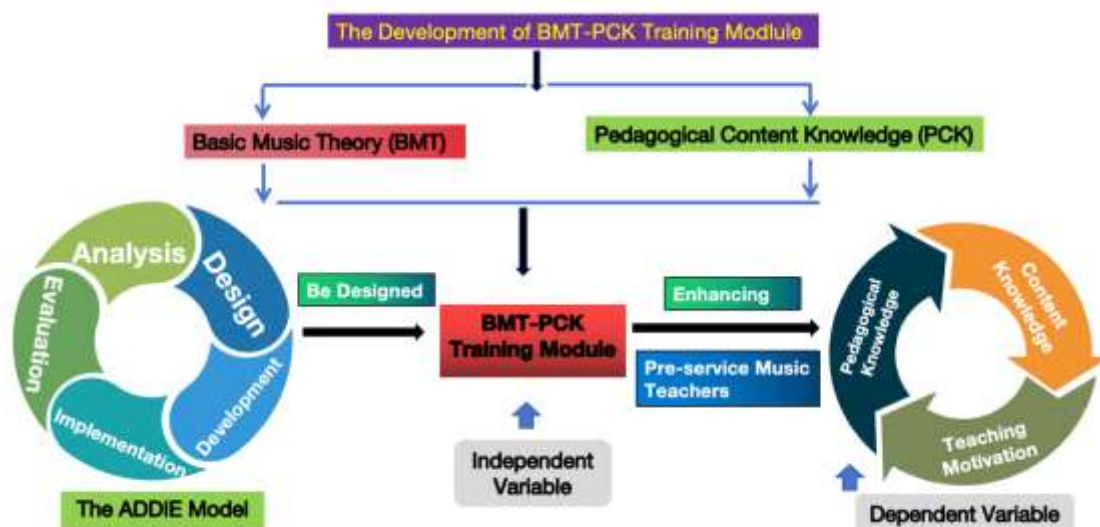 The Development of BMT-PCK Training Modlule
Basic Music Theory (BMT)
Pedagogical Content Knowledge (PCK)
Analysis
Design
Development
Implementation
Evaluation
The ADDIE Model
Be Designed
BMT-PCK
Training Module
Independent
Variable
Enhancing
Pre-service Music
Teachers
Pedagogical
Knowledge
Content
Knowledge
Teaching
Motivation
Dependent Variable